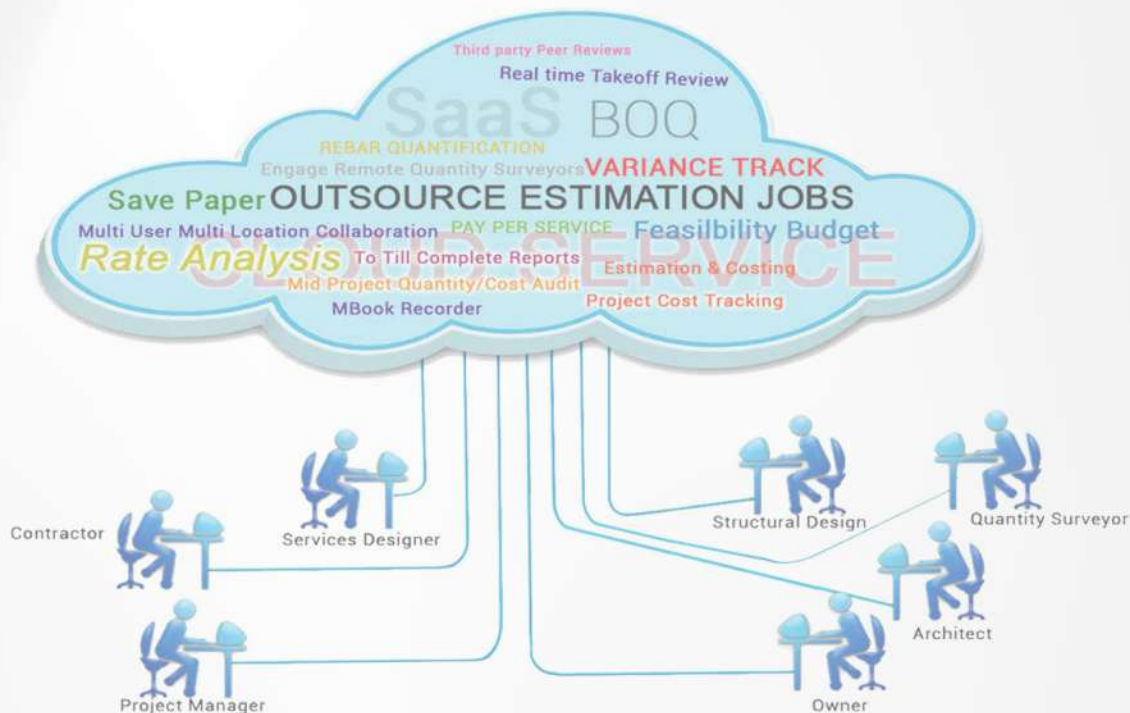 Third party Peer Reviews
Real time Takeoff Review
SaaS BOQ
REBAR QUANTIFICATION
Engage Remote Quantity Surveyors VARIANCE TRACK
Save Paper OUTSOURCE ESTIMATION JOBS
Multi User Multi Location Collaboration PAY PER SERVICE Feasilbility Budget
CLOUD SERVICE
Rate Analysis To Till Complete Reports Estimation & Costing
Mid Project Quantity/Cost Audit Project Cost Tracking
MBook Recorder
Contractor
Services Designer
Structural Design
Quantity Surveyor
Architect
Project Manager
Owner